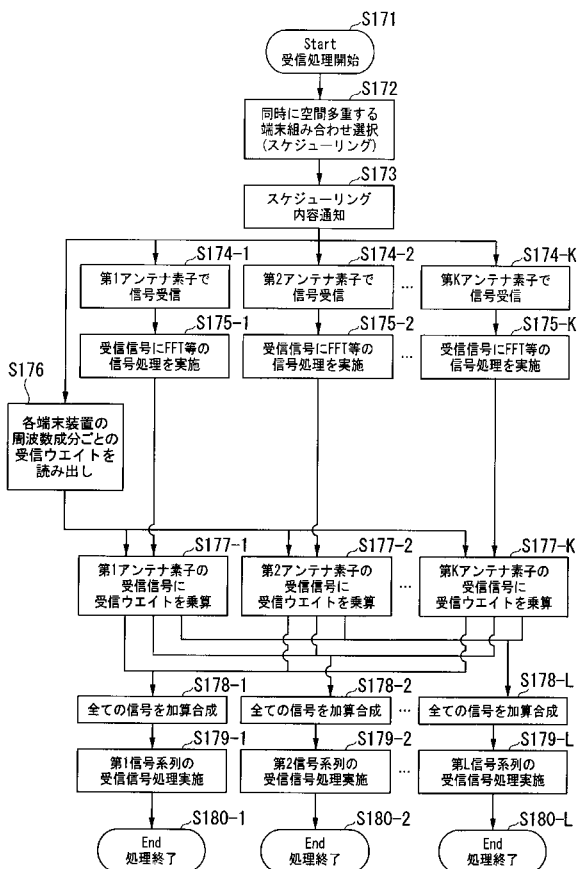 S171
Start
受信処理開始
S172
同時に空間多重する
端末組み合わせ選択
(スケジューリング)
S173
スケジューリング
内容通知
S174-1
S174-2
S174-K
第1アンテナ素子で
信号受信
第2アンテナ素子で
信号受信
…
第Kアンテナ素子で
信号受信
S175-1
S175-2
S175-K
受信信号にFFT等の
信号処理を実施
受信信号にFFT等の
信号処理を実施
…
受信信号にFFT等の
信号処理を実施
S176
各端末装置の
周波数成分ごとの
受信ウエイトを
読み出し
S177-1
S177-2
S177-K
第1アンテナ素子の
受信信号に
受信ウエイトを乗算
第2アンテナ素子の
受信信号に
受信ウエイトを乗算
…
第Kアンテナ素子の
受信信号に
受信ウエイトを乗算
S178-1
S178-2
S178-L
全ての信号を加算合成
全ての信号を加算合成
…
全ての信号を加算合成
S179-1
S179-2
S179-L
第1信号系列の
受信信号処理実施
第2信号系列の
受信信号処理実施
…
第L信号系列の
受信信号処理実施
S180-1
S180-2
S180-L
End
処理終了
End
処理終了
End
処理終了